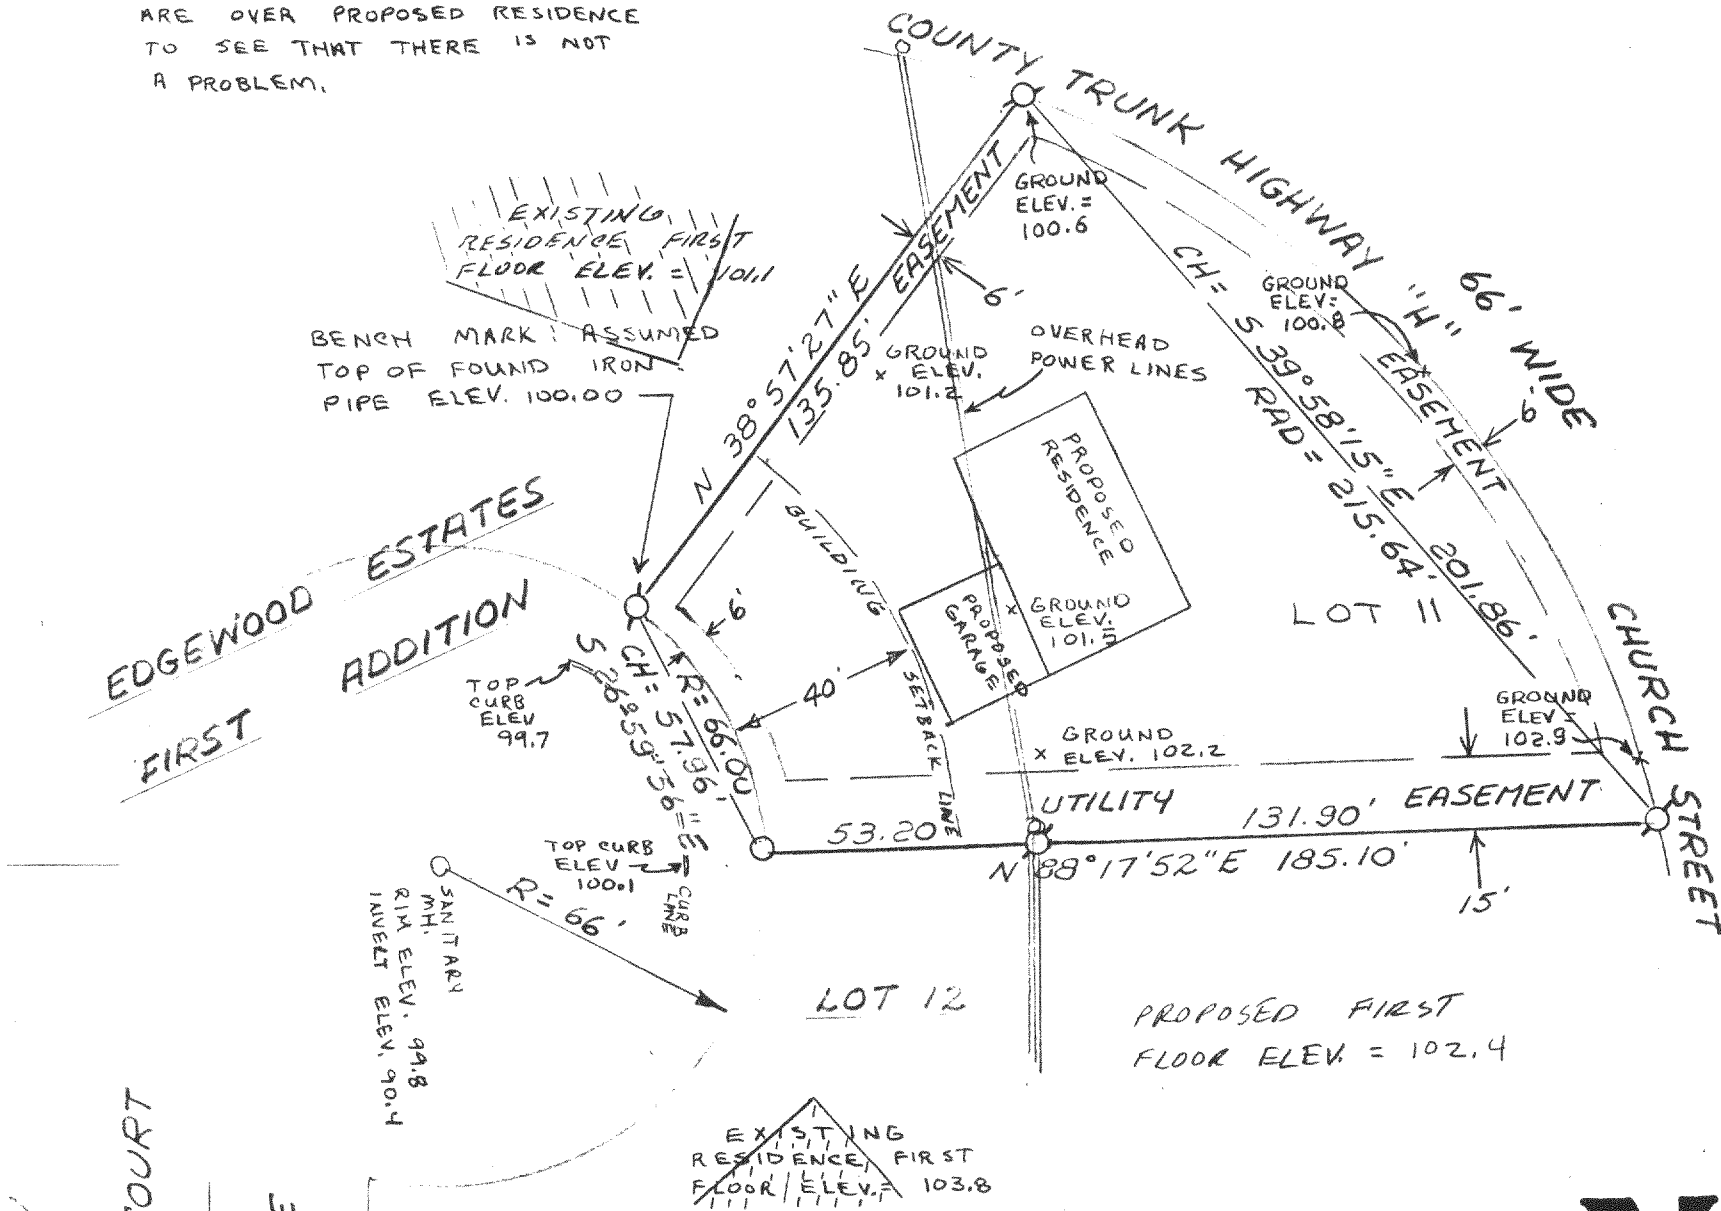 ARE OVER PROPOSED RESIDENCE
TO SEE THAT THERE IS NOT
A PROBLEM.
COUNTY TRUNK HIGHWAY "H" 66' WIDE
CHURCH STREET
EXISTING
RESIDENCE FIRST
FLOOR ELEV. = 101.1
BENCH MARK: ASSUMED
TOP OF FOUND IRON
PIPE ELEV. 100.00
N 38°57'27" E
135.85'
EASEMENT
6'
GROUND
ELEV. =
100.6
GROUND
ELEV. =
100.8
GROUND
ELEV.
101.2
OVERHEAD
POWER LINES
CH = S 39°58'15" E 201.86'
RAD = 215.64'
EASEMENT
6'
EDGEWOOD ESTATES
FIRST ADDITION
BUILDING SETBACK LINE
PROPOSED
RESIDENCE
PROPOSED
GARAGE
GROUND
ELEV. =
LOT 11
6'
40'
R = 66.00
CH = 57.96'
S 26°59'56" E
TOP
CURB
ELEV
99.7
GROUND
ELEV =
102.9
GROUND
ELEV. 102.2
UTILITY EASEMENT
53.20
131.90'
N 88°17'52" E 185.10'
15'
TOP CURB
ELEV
100.1
CURB
LINE
R = 66'
SANITARY
MH.
RIM ELEV. 99.8
INVERT ELEV. 90.4
LOT 12
PROPOSED FIRST
FLOOR ELEV. = 102.4
EXISTING
RESIDENCE FIRST
FLOOR ELEV. = 103.8
COURT